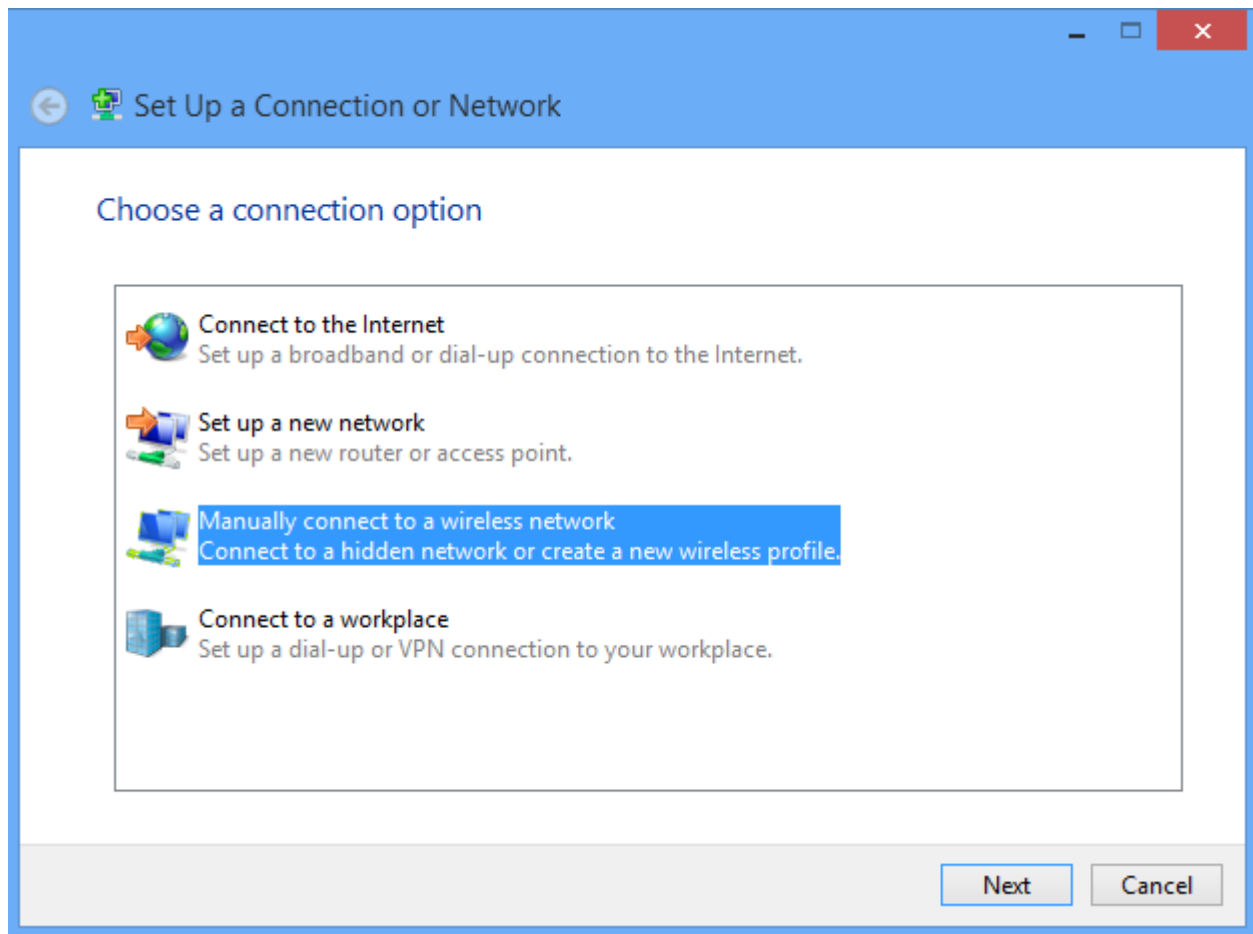 Set Up a Connection or Network
Choose a connection option
Connect to the Internet
Set up a broadband or dial-up connection to the Internet.
Set up a new network
Set up a new router or access point.
Manually connect to a wireless network
Connect to a hidden network or create a new wireless profile.
Connect to a workplace
Set up a dial-up or VPN connection to your workplace.
Next
Cancel